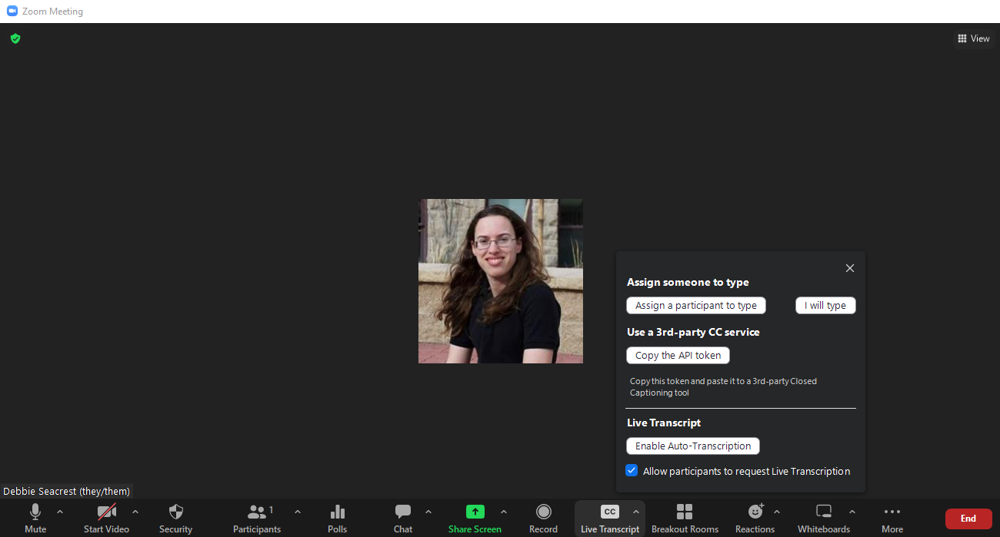 Zoom Meeting
View
Assign someone to type
Assign a participant to type I will type
Use a 3rd-party CC service
Copy the API token
Copy this token and paste it to a 3rd-party Closed
Captioning tool
Live Transcript
Enable Auto-Transcription
Allow participants to request Live Transcription
Debbie Seacrest (they/them)
1 CC
Mute Start Video Security Participants Polls Chat Share Screen Record Live Transcript Breakout Rooms Reactions Whiteboards More End